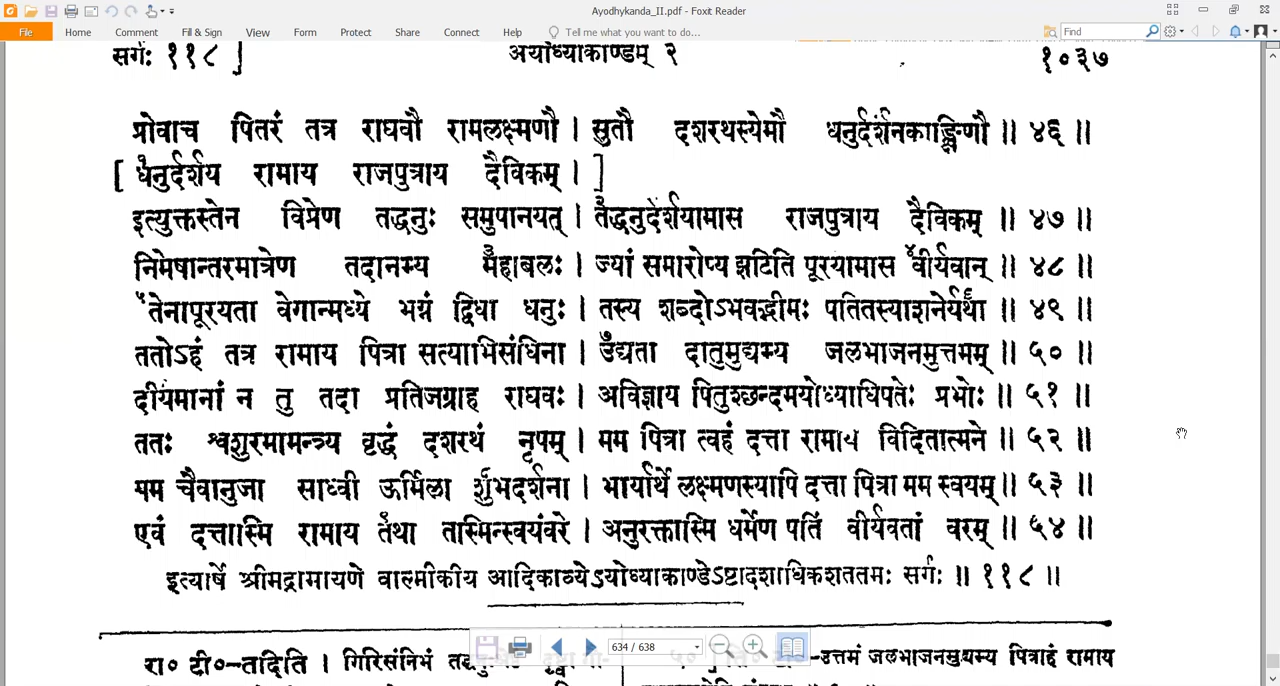 Ayodhykanda_II.pdf - Foxit Reader
File Home Comment Fill & Sign View Form Protect Share Connect Help Tell me what you want to do... Find
सर्गः ११८ ] अयोध्याकाण्डम् २ १०३७
प्रोवाच पितरं तत्र राघवौ रामलक्ष्मणौ । सुतौ दशरथस्येमौ धनुर्दर्शनकाङ्क्षिणौ ॥ ४६ ॥
[ धनुर्दर्शय रामाय राजपुत्राय दैविकम् । ]
इत्युक्तस्तेन विप्रेण तद्धनुः समुपानयत् । तद्धनुर्दर्शयामास राजपुत्राय दैविकम् ॥ ४७ ॥
निमेषान्तरमात्रेण तदानम्य महाबलः । ज्यां समारोप्य झटिति पूरयामास वीर्यवान् ॥ ४८ ॥
तेनापूरयता वेगान्मध्ये भग्नं द्विधा धनुः । तस्य शब्दोऽभवद्भीमः पतितस्याशनेर्यथा ॥ ४९ ॥
ततोऽहं तत्र रामाय पित्रा सत्याभिसंधिना । उद्यता दातुमुद्यम्य जलभाजनमुत्तमम् ॥ ५० ॥
दीयमानां न तु तदा प्रतिजग्राह राघवः । अविज्ञाय पितुश्छन्दमयोध्याधिपतेः प्रभोः ॥ ५१ ॥
ततः श्वशुरमामन्त्र्य वृद्धं दशरथं नृपम् । मम पित्रा त्वहं दत्ता रामाय विदितात्मने ॥ ५२ ॥
मम चैवानुजा साध्वी ऊर्मिला शुभदर्शना । भार्यार्थे लक्ष्मणस्यापि दत्ता पित्रा मम स्वयम् ॥ ५३ ॥
एवं दत्तास्मि रामाय तथा तास्मिन्स्वयंवरे । अनुरक्तास्मि धर्मेण पतिं वीर्यवतां वरम् ॥ ५४ ॥
इत्यार्षे श्रीमद्रामायणे वाल्मीकीय आदिकाव्येऽयोध्याकाण्डेऽष्टादशाधिकशततमः सर्गः ॥ ११८ ॥
634 / 638
रा० टी०-तदिति । गिरिसंनिभं -उत्तमं जलभाजनमुद्यम्य पित्राहं रामाय